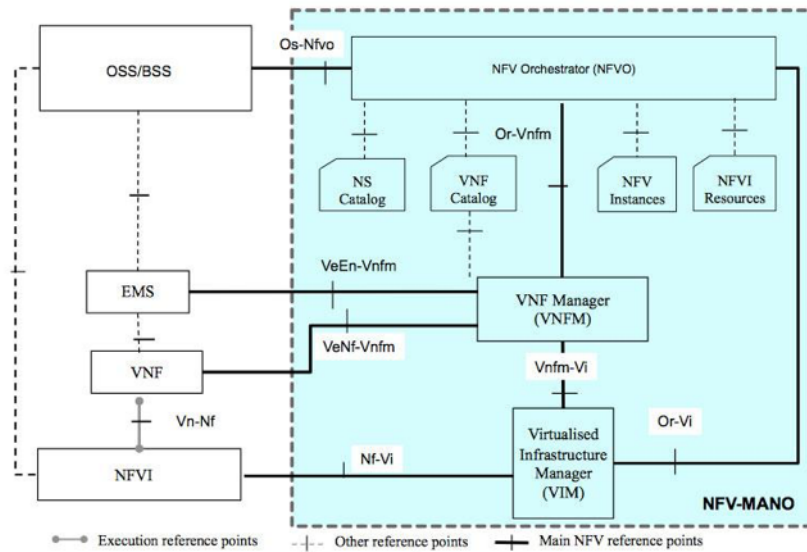 Os-Nfvo
OSS/BSS
NFV Orchestrator (NFVO)
Or-Vnfm
NS
Catalog
VNF
Catalog
NFV
Instances
NFVI
Resources
VeEn-Vnfm
EMS
VNF Manager
(VNFM)
VeNf-Vnfm
VNF
Vnfm-Vi
Vn-Nf
Or-Vi
Virtualised
Infrastructure
Manager
(VIM)
Nf-Vi
NFVI
NFV-MANO
Execution reference points
Other reference points
Main NFV reference points